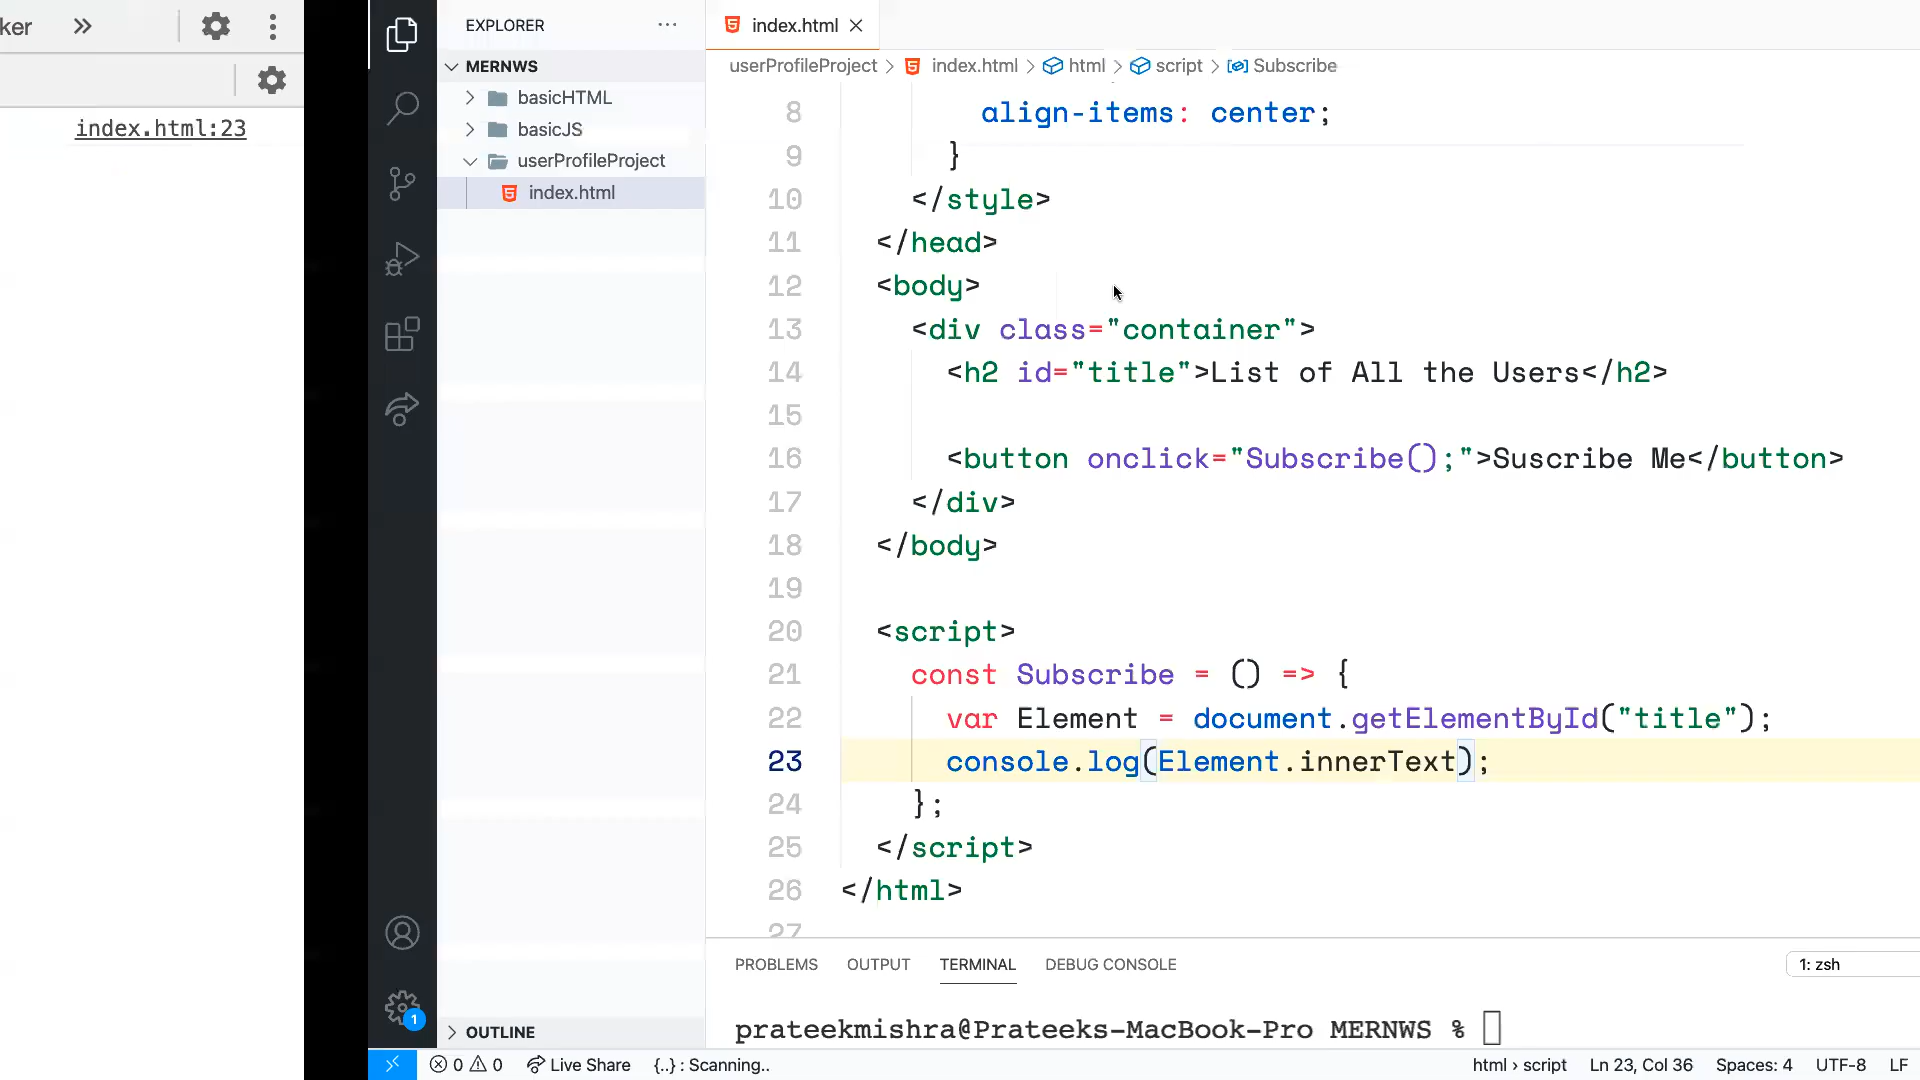 ker
index.html:23
EXPLORER
MERNWS
basicHTML
basicJS
userProfileProject
index.html
OUTLINE
index.html
userProfileProject > index.html > html > script > Subscribe
8 align-items: center;
9 }
10 </style>
11 </head>
12 <body>
13 <div class="container">
14 <h2 id="title">List of All the Users</h2>
15
16 <button onclick="Subscribe();">Suscribe Me</button>
17 </div>
18 </body>
19
20 <script>
21 const Subscribe = () => {
22 var Element = document.getElementById("title");
23 console.log(Element.innerText);
24 };
25 </script>
26 </html>
27
PROBLEMS OUTPUT TERMINAL DEBUG CONSOLE 1: zsh
prateekmishra@Prateeks-MacBook-Pro MERNWS %
1
0 0 Live Share {..} : Scanning.. html > script Ln 23, Col 36 Spaces: 4 UTF-8 LF